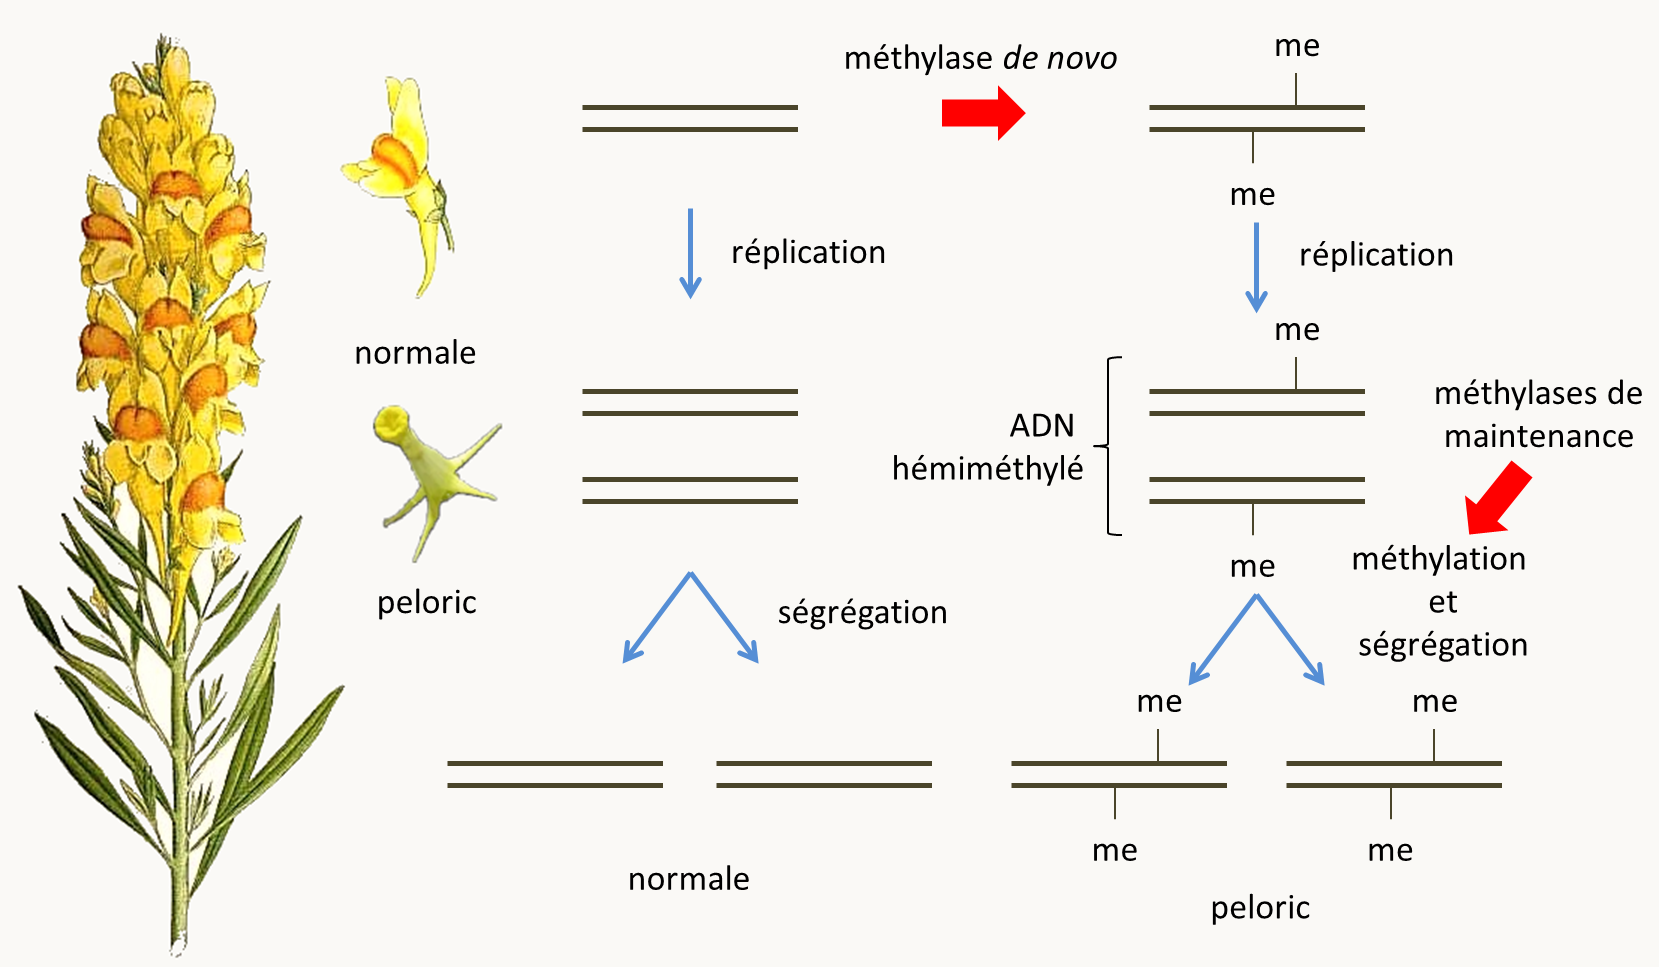 méthylase de novo
me
me
réplication
réplication
normale
me
ADN
hémiméthylé
méthylases de
maintenance
me
méthylation
et
ségrégation
peloric
ségrégation
me
me
me
me
normale
peloric